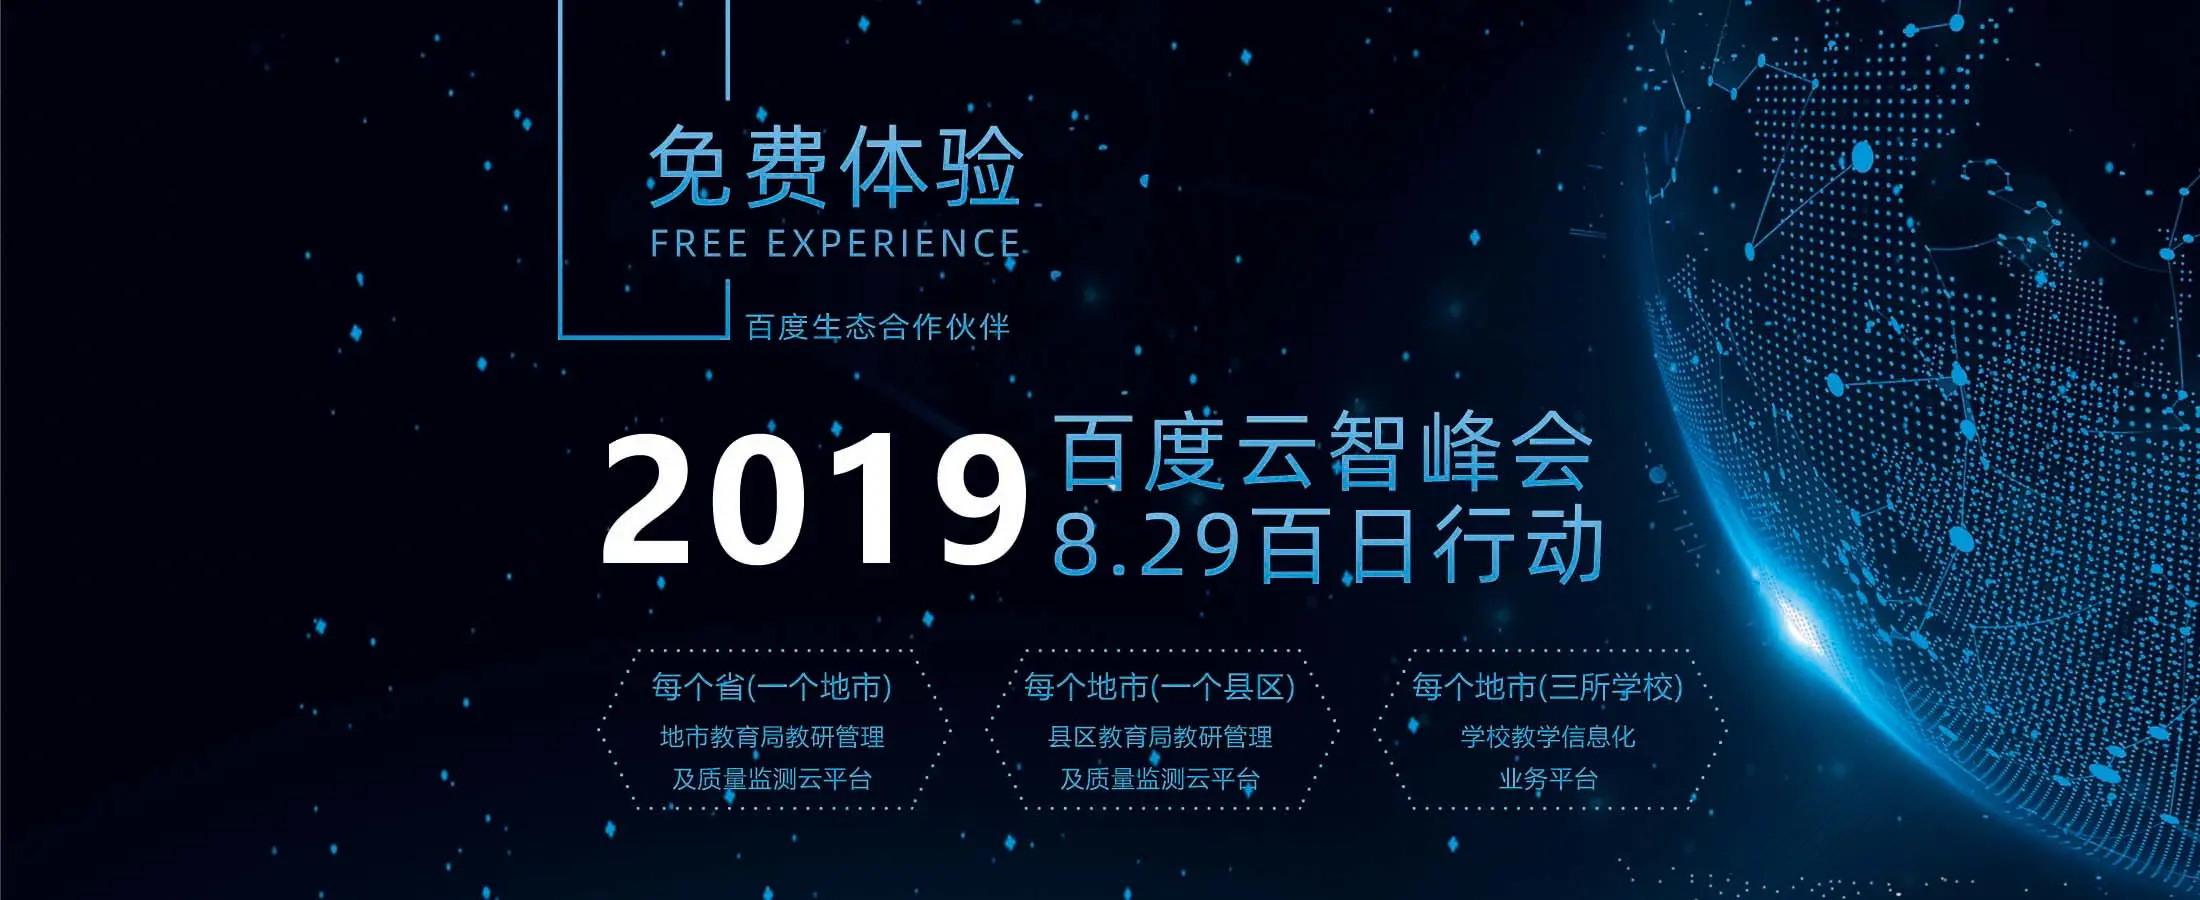 免费体验
FREE EXPERIENCE
百度生态合作伙伴
2019
百度云智峰会
8.29百日行动
每个省(一个地市)
地市教育局教研管理
及质量监测云平台
每个地市(一个县区)
县区教育局教研管理
及质量监测云平台
每个地市(三所学校)
学校教学信息化
业务平台